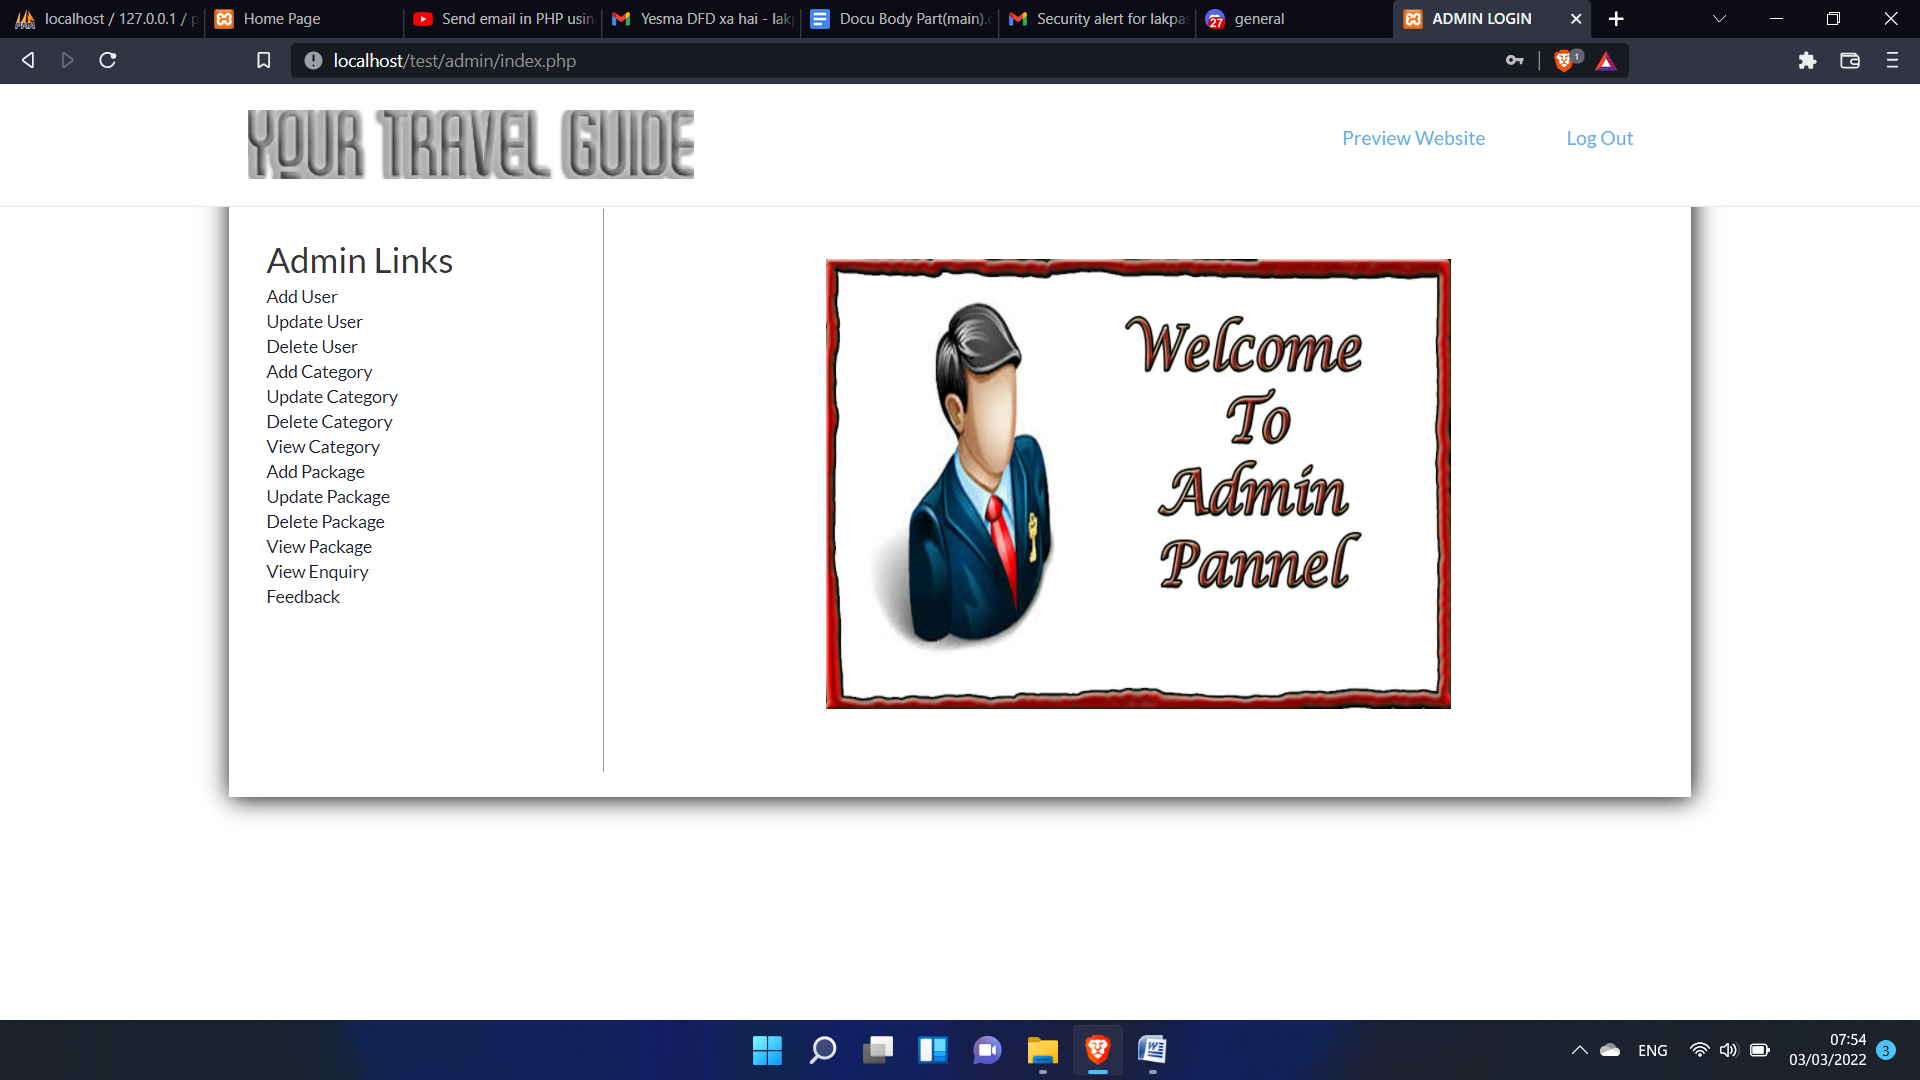 localhost / 127.0.0.1 / p
Home Page
Send email in PHP usin
Yesma DFD xa hai - lakp
Docu Body Part(main).c
Security alert for lakpas
27
general
ADMIN LOGIN
localhost/test/admin/index.php
1
YOUR TRAVEL GUIDE
Preview Website
Log Out
Admin Links
Add User
Update User
Delete User
Add Category
Update Category
Delete Category
View Category
Add Package
Update Package
Delete Package
View Package
View Enquiry
Feedback
Welcome
To
Admin
Pannel
ENG
07:54
03/03/2022
3